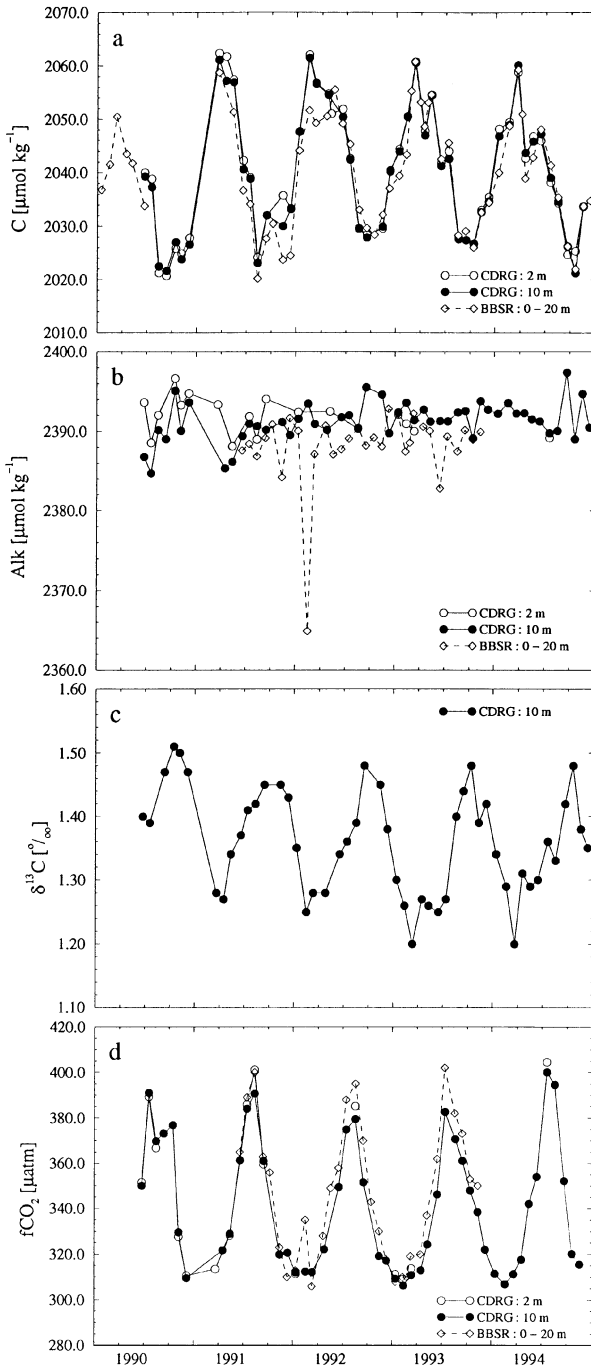 a
2070.0
2060.0
2050.0
2040.0
2030.0
2020.0
2010.0
C [μmol kg⁻¹]
CDRG : 2 m
CDRG : 10 m
BBSR : 0 – 20 m
b
2400.0
2390.0
2380.0
2370.0
2360.0
Alk [μmol kg⁻¹]
CDRG : 2 m
CDRG : 10 m
BBSR : 0 – 20 m
c
1.60
1.50
1.40
1.30
1.20
1.10
δ¹³C [⁰/∞]
CDRG : 10 m
d
420.0
400.0
380.0
360.0
340.0
320.0
300.0
280.0
fCO₂ [μatm]
CDRG : 2 m
CDRG : 10 m
BBSR : 0 – 20 m
1990 1991 1992 1993 1994